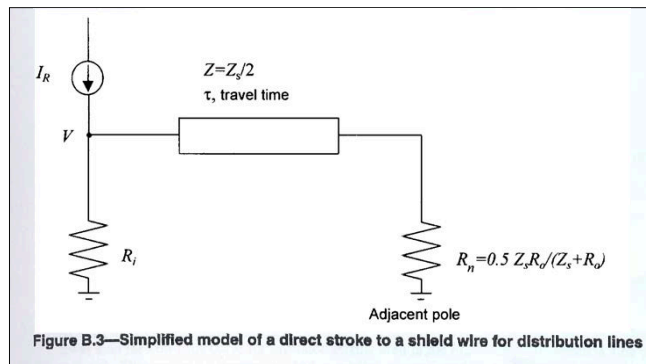 I_R
Z=Z_s/2
τ, travel time
V
R_i
R_n=0.5 Z_sR_o/(Z_s+R_o)
Adjacent pole
Figure B.3—Simplified model of a direct stroke to a shield wire for distribution lines